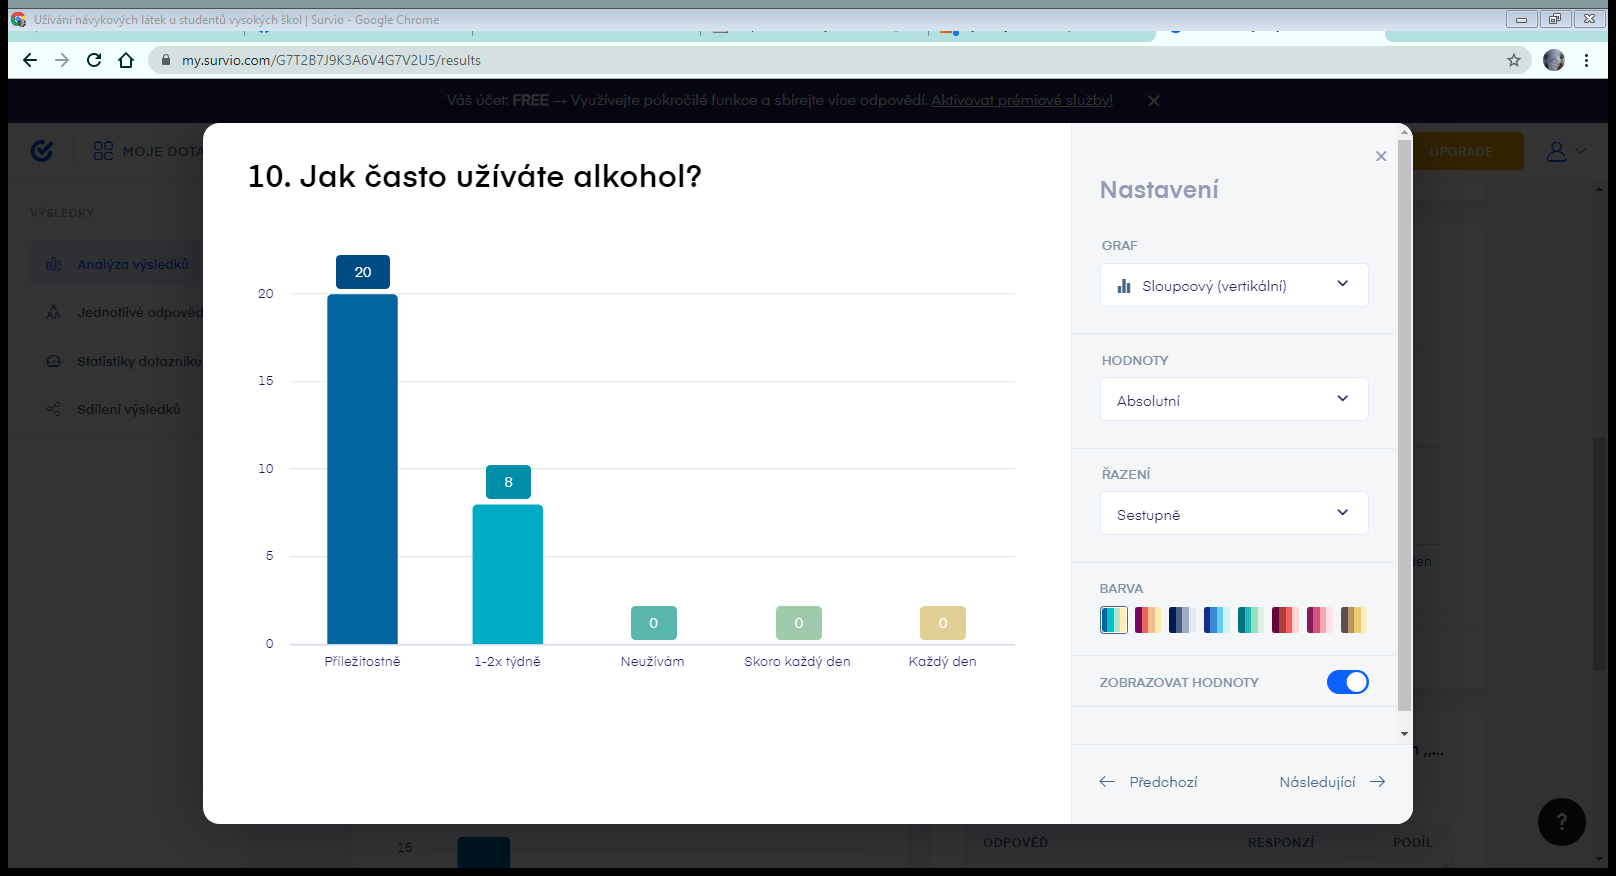 Užívání návykových látek u studentů vysokých škol | Survio - Google Chrome
my.survio.com/G7T2B7J9K3A6V4G7V2U5/results
Váš účet: FREE → Využívejte pokročilé funkce a sbírejte více odpovědí. Aktivovat prémiové služby!
MOJE DOTA
UPGRADE
VÝSLEDKY
Analýza výsledků
Jednotlivé odpověd
Statistiky dotazníku
Sdílení výsledků
10. Jak často užíváte alkohol?
20
15
10
5
0
20
8
0
0
0
Příležitostně
1-2x týdně
Neužívám
Skoro každý den
Každý den
Nastavení
GRAF
Sloupcový (vertikální)
HODNOTY
Absolutní
ŘAZENÍ
Sestupně
BARVA
ZOBRAZOVAT HODNOTY
Předchozí
Následující
den
15
ODPOVĚĎ
RESPONZÍ
PODÍL
?